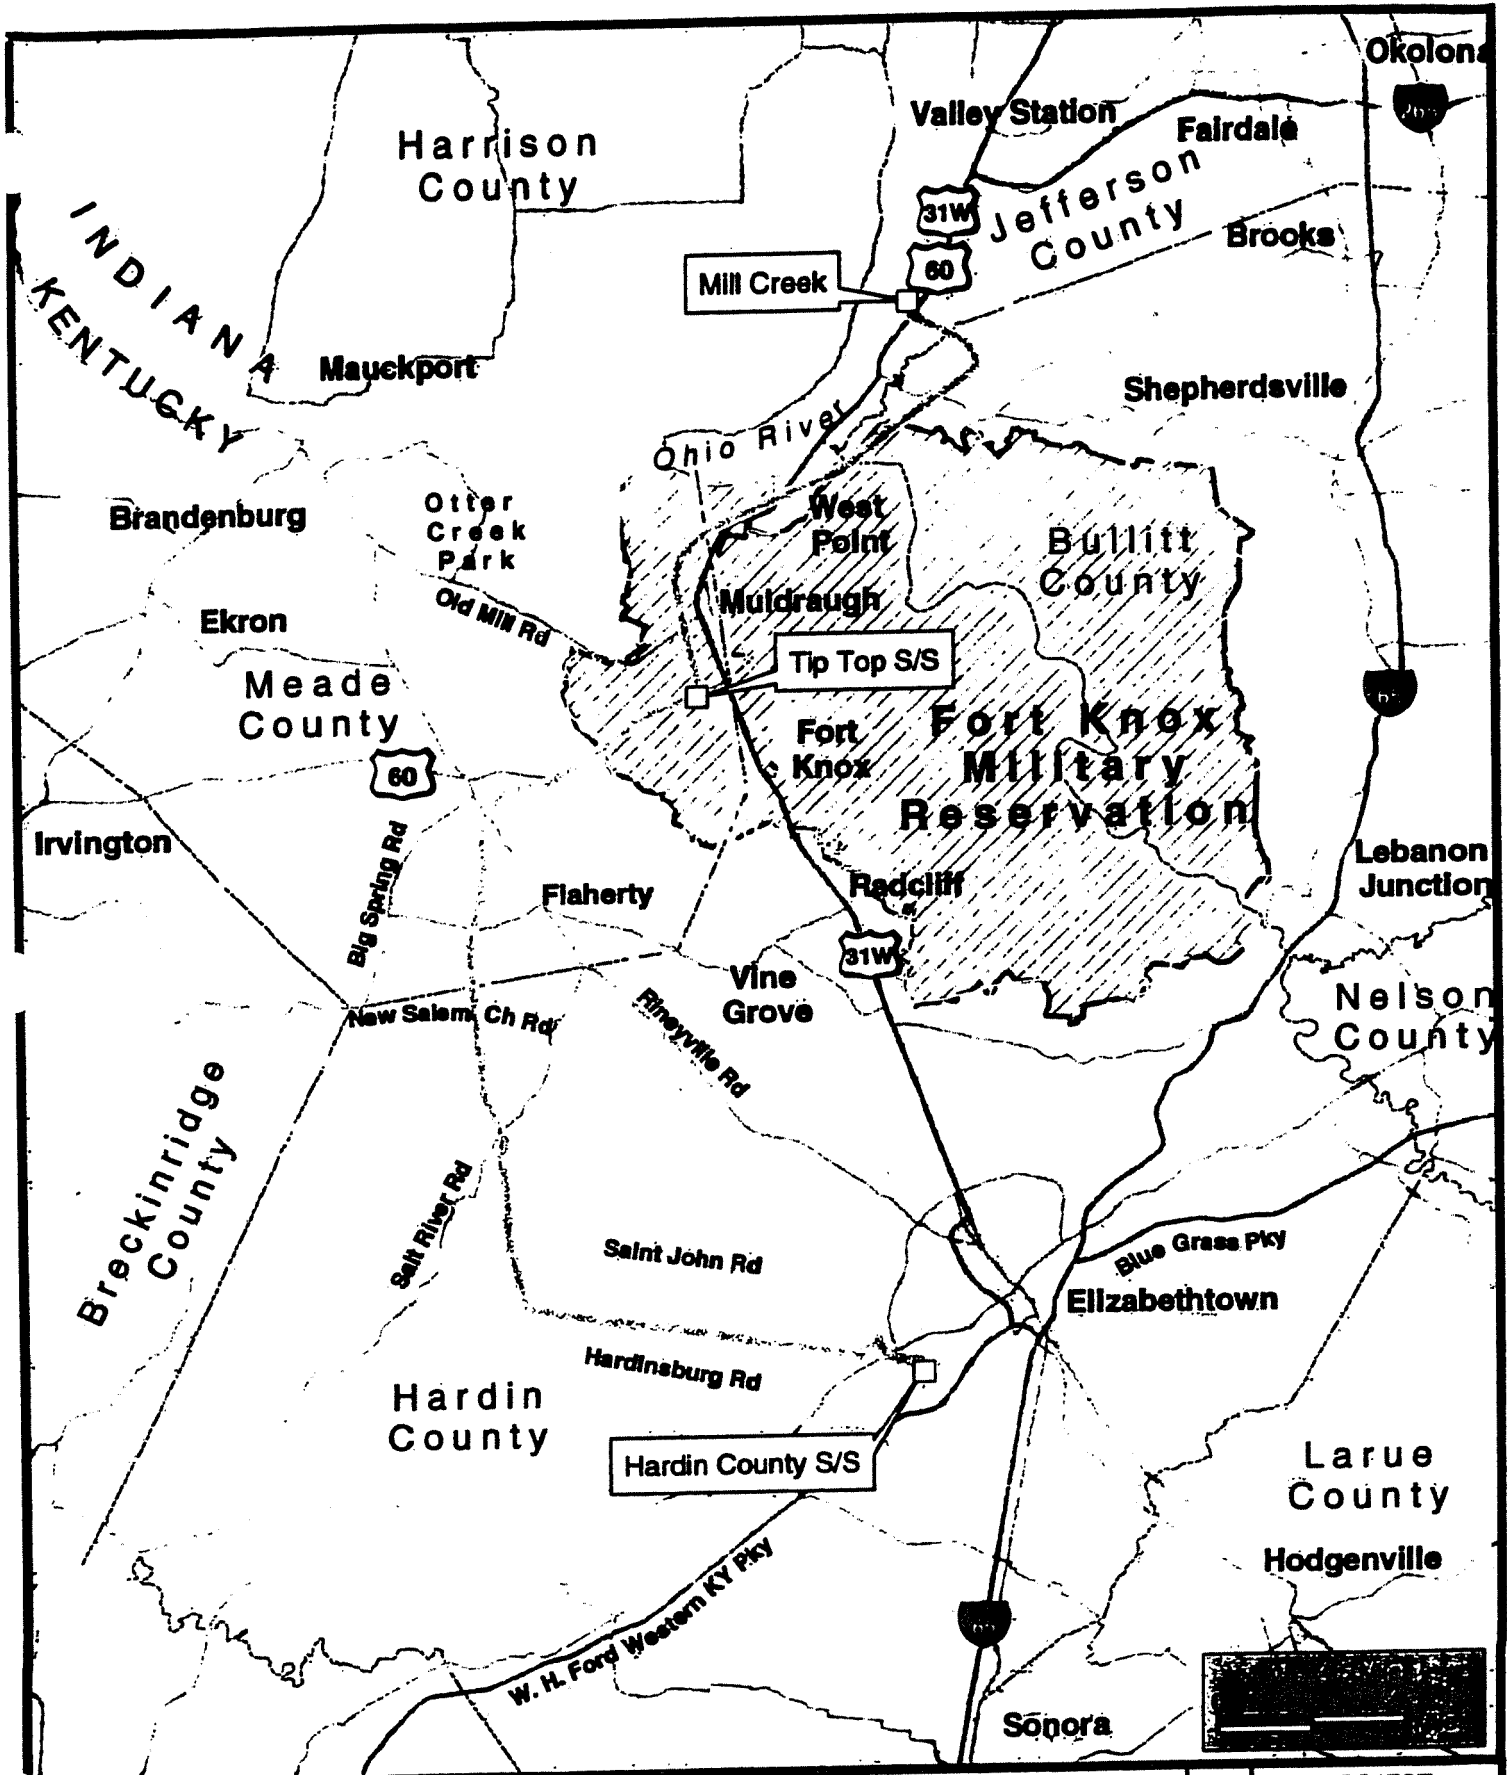 Okolona
Valley Station
Fairdale
Harrison
County
Jefferson
County
31W
60
Brooks
INDIANA
KENTUCKY
Mill Creek
Mauckport
Shepherdsville
Ohio River
Brandenburg
Otter
Creek
Park
West
Point
Bullitt
County
Old Mill Rd
Muldraugh
Ekron
Tip Top S/S
Meade
County
65
Fort
Knox
Fort Knox
Military
Reservation
60
Irvington
Big Spring Rd
Lebanon
Junction
Radcliff
Flaherty
31W
Vine
Grove
Nelson
County
New Salem Ch Rd
Rineyville Rd
Breckinridge
County
Salt River Rd
Saint John Rd
Blue Grass Pky
Elizabethtown
Hardinsburg Rd
Hardin
County
Hardin County S/S
Larue
County
Hodgenville
W. H. Ford Western KY Pky
65
Sonora